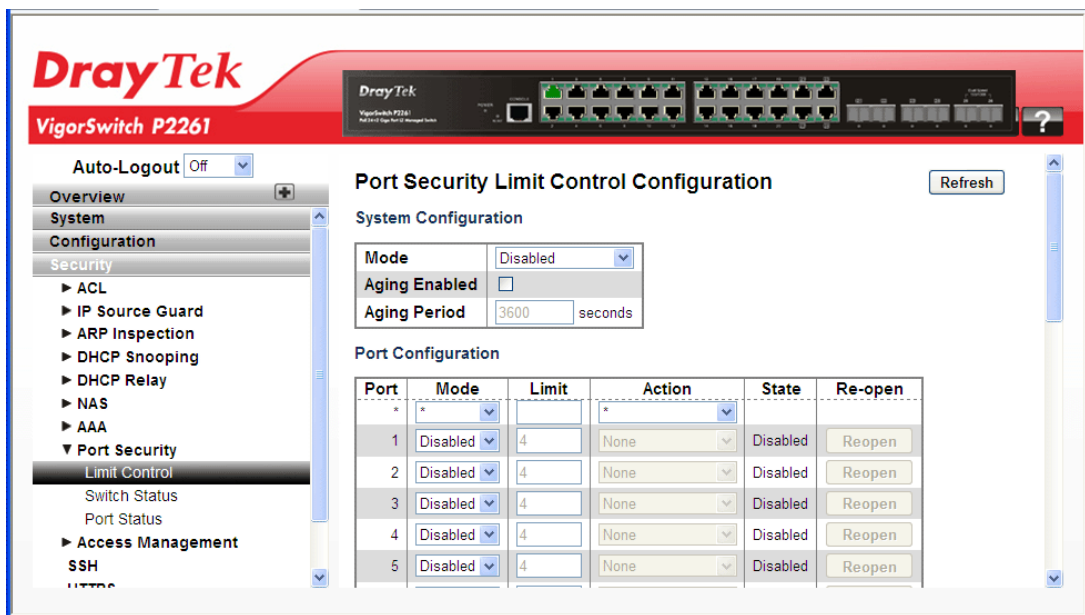 DrayTek
VigorSwitch P2261
DrayTek
VigorSwitch P2261
?
Auto-Logout Off
Overview
System
Configuration
Security
▶ ACL
▶ IP Source Guard
▶ ARP Inspection
▶ DHCP Snooping
▶ DHCP Relay
▶ NAS
▶ AAA
▼ Port Security
Limit Control
Switch Status
Port Status
▶ Access Management
SSH
HTTPS
Port Security Limit Control Configuration
Refresh
System Configuration
Mode Disabled
Aging Enabled
Aging Period 3600 seconds
Port Configuration
Port Mode Limit Action State Re-open
* * *
1 Disabled 4 None Disabled Reopen
2 Disabled 4 None Disabled Reopen
3 Disabled 4 None Disabled Reopen
4 Disabled 4 None Disabled Reopen
5 Disabled 4 None Disabled Reopen